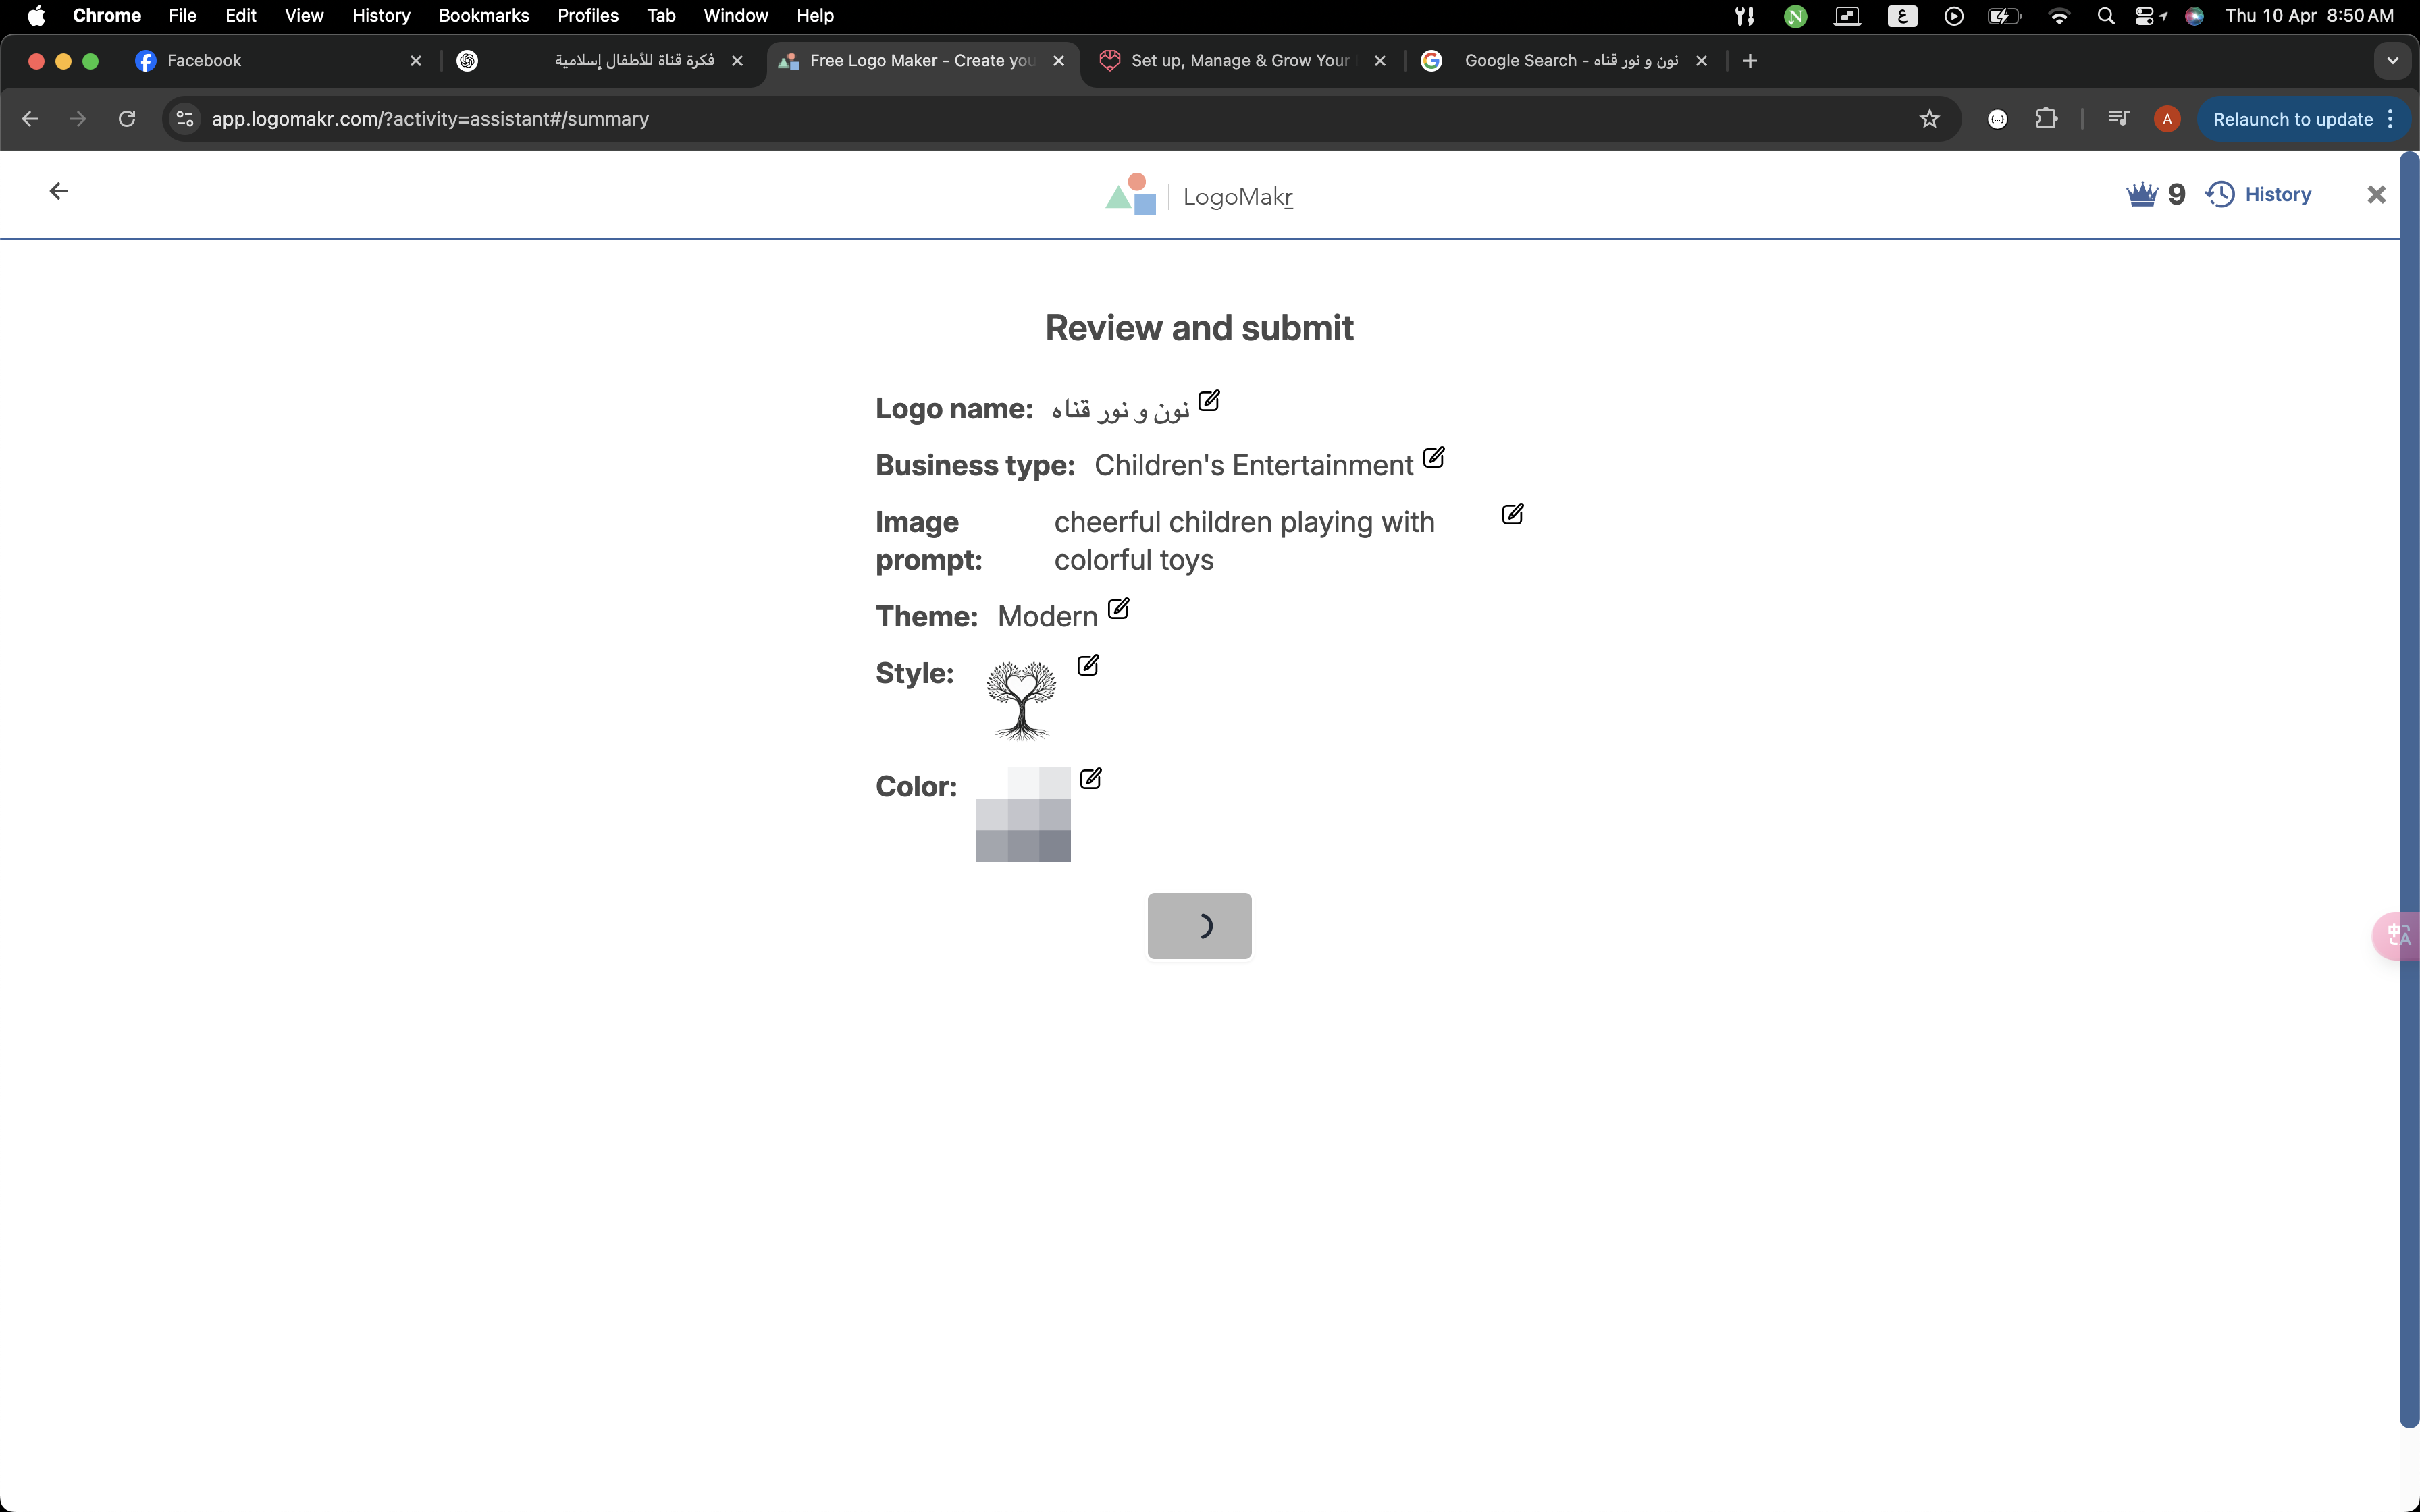 Chrome File Edit View History Bookmarks Profiles Tab Window Help ع Thu 10 Apr 8:50 AM
Facebook فكرة قناة للأطفال إسلامية Free Logo Maker - Create you Set up, Manage & Grow Your نون و نور قناه - Google Search
app.logomakr.com/?activity=assistant#/summary A Relaunch to update
LogoMakr 9 History
Review and submit
Logo name: نون و نور قناه
Business type: Children's Entertainment
Image prompt: cheerful children playing with
colorful toys
Theme: Modern
Style:
Color: